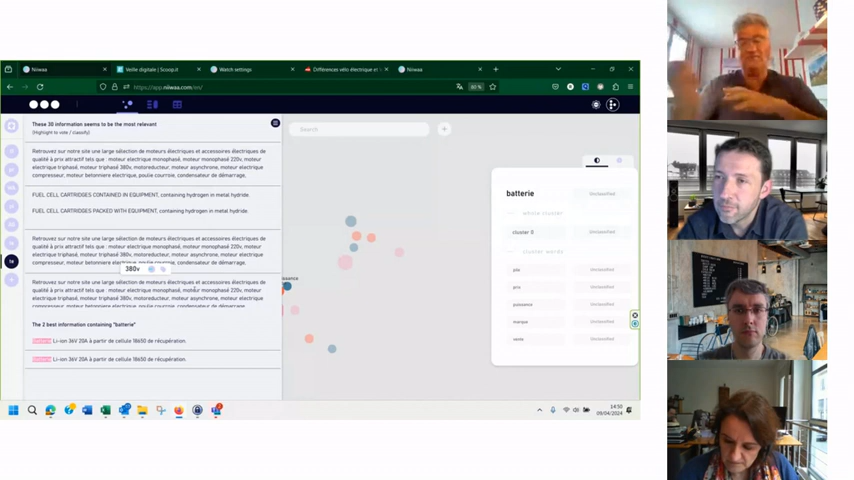 Niiwaa
Veille digitale | Scoop.it
Watch settings
Différences vélo électrique et
Niiwaa
https://app.niiwaa.com/en/
80 %
These 30 information seems to be the most relevant
(Highlight to vote / classify)
Retrouvez sur notre site une large sélection de moteurs électriques et accessoires électriques de
qualité à prix attractif tels que : moteur electrique monophasé, moteur monophasé 220v, moteur
electrique triphasé, moteur triphasé 380v, moteur asynchrone, moteur electrique
compresseur, moteur betonniere electrique, poulie courroie, condensateur de démarrage,
FUEL CELL CARTRIDGES CONTAINED IN EQUIPMENT, containing hydrogen in metal hydride.
FUEL CELL CARTRIDGES PACKED WITH EQUIPMENT, containing hydrogen in metal hydride
Retrouvez sur notre site une large sélection de moteurs électriques et accessoires électriques de
qualité à prix attractif tels que : moteur electrique monophasé, moteur monophasé 220v, moteur
electrique triphasé, moteur triphasé 380v, moteur asynchrone, moteur electrique
compresseur, moteur betonniere electrique, poulie courroie, condensateur de démarrage,
380v
Retrouvez sur notre site une large sélection de moteurs électriques et accessoires électriques de
qualité à prix attractif tels que : moteur electrique monophasé, moteur monophasé 220v, moteur
electrique triphasé, moteur triphasé 380v, moteur asynchrone, moteur electrique
compresseur, moteur betonniere electrique, poulie courroie, condensateur de démarrage,
The 2 best information containing "batterie"
Batterie Li-ion 36V 20A à partir de cellule 18650 de récupération.
Batterie Li-ion 36V 20A à partir de cellule 18650 de récupération.
Search
batterie
Unclassified
whole cluster
cluster 0
Unclassified
cluster words
pile
Unclassified
prix
Unclassified
puissance
Unclassified
marque
Unclassified
vente
Unclassified
14:50
09/04/2024